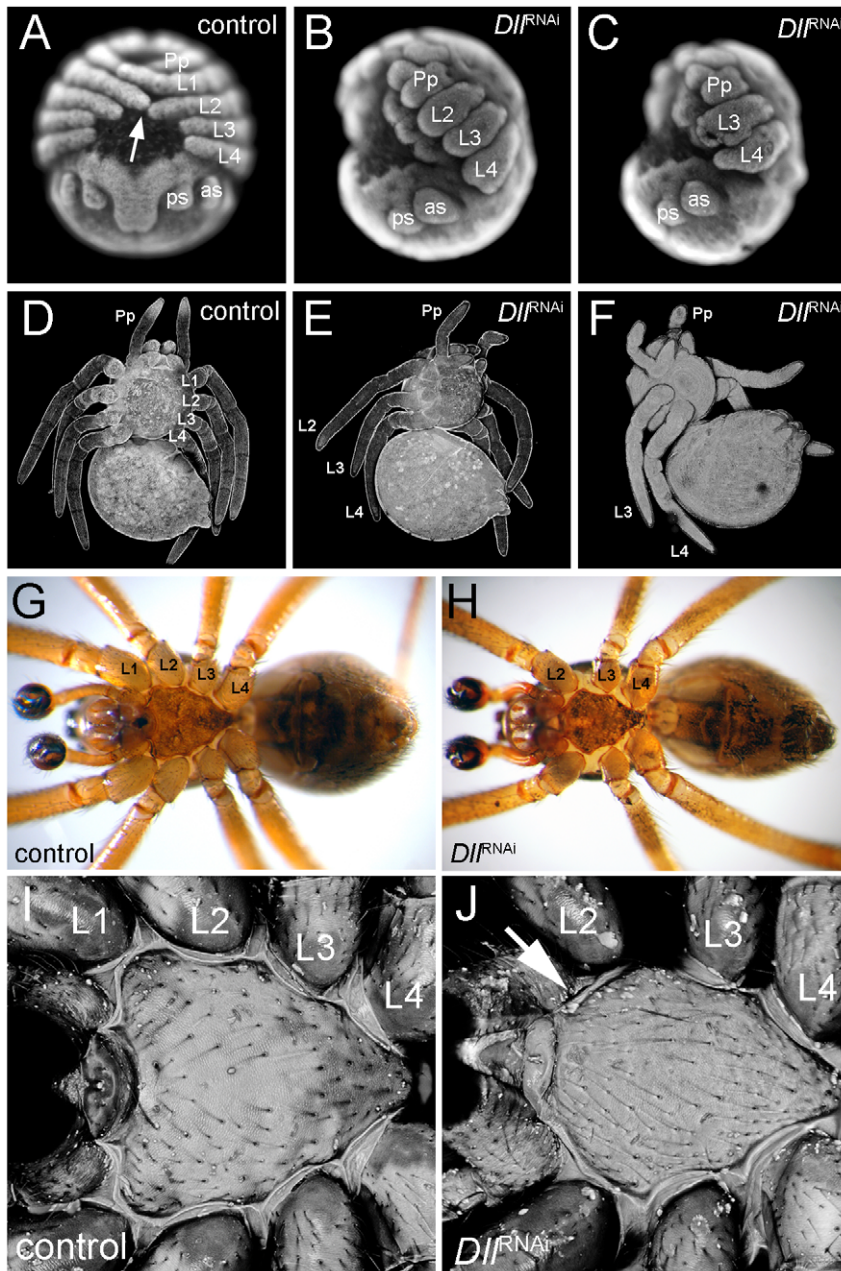 A control
Pp
L1
L2
L3
L4
ps as
B Dll RNAi
Pp
L2
L3
L4
ps as
C Dll RNAi
Pp
L3
L4
ps as
D control
Pp
L1
L2
L3
L4
E Dll RNAi
Pp
L2
L3
L4
F Dll RNAi
Pp
L3
L4
G
L1 L2 L3 L4
control
H
L2 L3 L4
Dll RNAi
I
L1 L2 L3 L4
control
J
L2 L3 L4
Dll RNAi